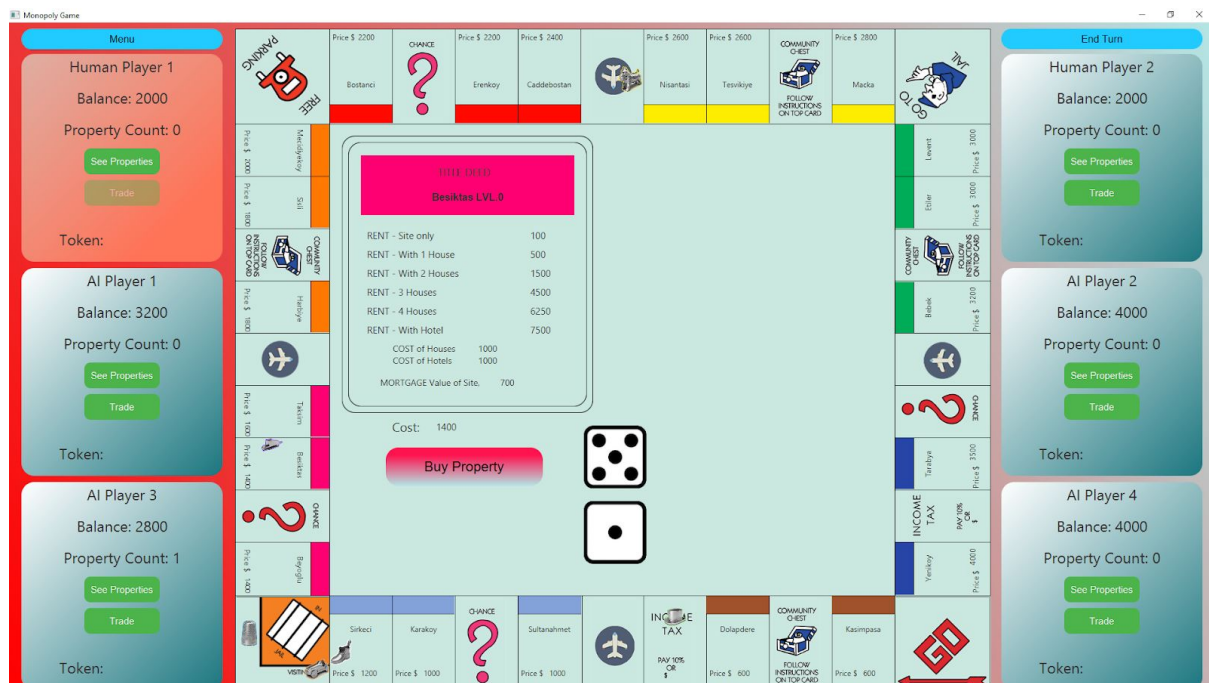 Monopoly Game
Menu
Human Player 1
Balance: 2000
Property Count: 0
See Properties
Trade
Token:
AI Player 1
Balance: 3200
Property Count: 0
See Properties
Trade
Token:
AI Player 3
Balance: 2800
Property Count: 1
See Properties
Trade
Token:
FREE
PARKING
Price $ 2200
Bostanci
CHANCE
Price $ 2200
Erenkoy
Price $ 2400
Caddebostan
Price $ 2600
Nisantasi
Price $ 2600
Tesvikiye
COMMUNITY
CHEST
FOLLOW
INSTRUCTIONS
ON TOP CARD
Price $ 2800
Macka
GO TO
JAIL
Mecidiyekoy
Price $ 2000
Sisli
Price $ 1800
COMMUNITY
CHEST
FOLLOW
INSTRUCTIONS
ON TOP CARD
Harbiye
Price $ 1800
Taksim
Price $ 1600
Besiktas
Price $ 1400
CHANCE
Beyoglu
Price $ 1400
Besiktas LVL.0
RENT - Site only 100
RENT - With 1 House 500
RENT - With 2 Houses 1500
RENT - 3 Houses 4500
RENT - 4 Houses 6250
RENT - With Hotel 7500
COST of Houses 1000
COST of Hotels 1000
MORTGAGE Value of Site. 700
Cost: 1400
Buy Property
Levent
Price $ 3000
Etiler
Price $ 3000
COMMUNITY
CHEST
FOLLOW
INSTRUCTIONS
ON TOP CARD
Bebek
Price $ 3200
CHANCE
Tarabya
Price $ 3500
INCOME
TAX
PAY 10%
OR
$
Yenikoy
Price $ 4000
VISITING
Sirkeci
Price $ 1200
Karakoy
Price $ 1000
CHANCE
Sultanahmet
Price $ 1000
TAX
PAY 10%
OR
$
Dolapdere
Price $ 600
COMMUNITY
CHEST
FOLLOW
INSTRUCTIONS
ON TOP CARD
Kasimpasa
Price $ 600
GO
End Turn
Human Player 2
Balance: 2000
Property Count: 0
See Properties
Trade
Token:
AI Player 2
Balance: 4000
Property Count: 0
See Properties
Trade
Token:
AI Player 4
Balance: 4000
Property Count: 0
See Properties
Trade
Token: